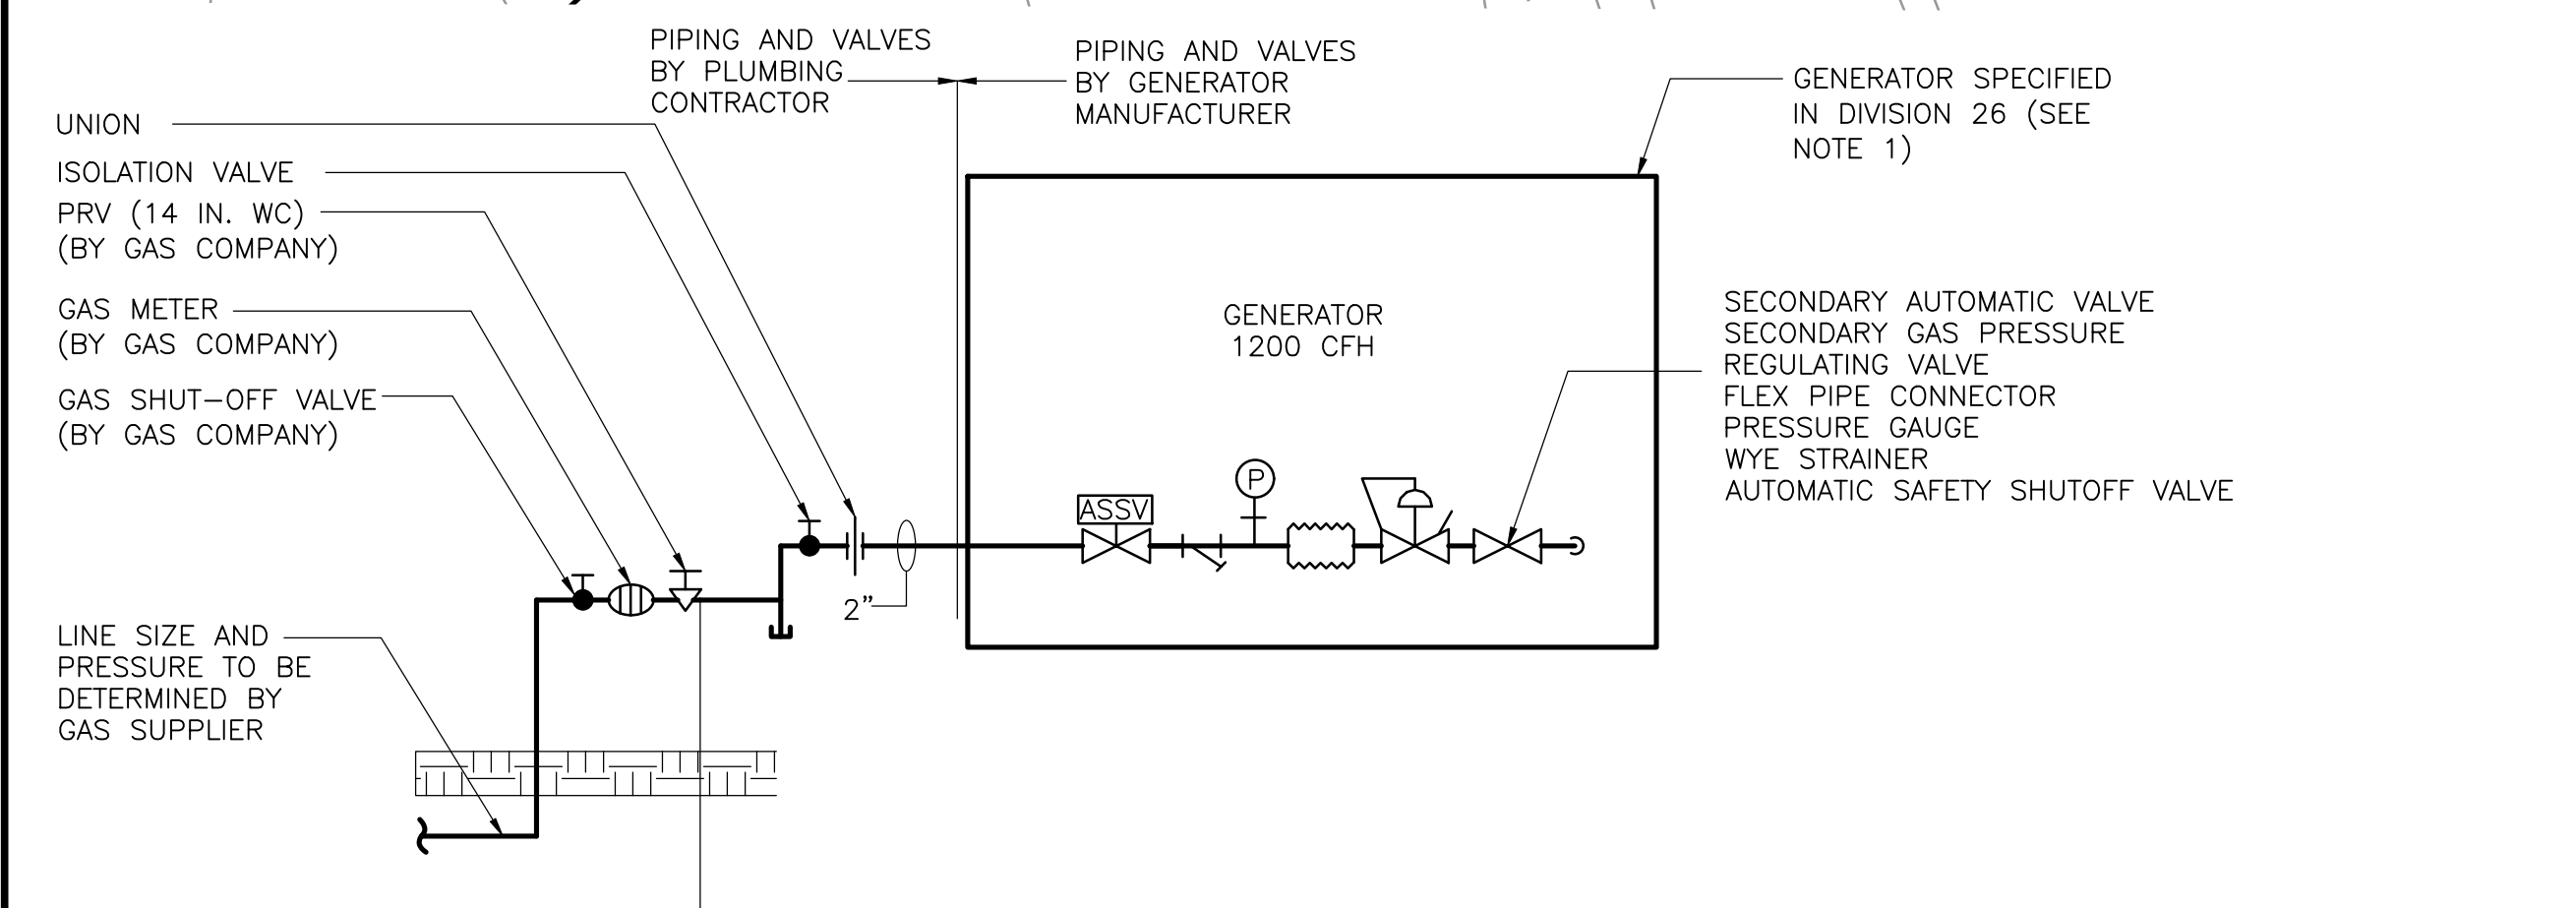 PIPING AND VALVES
BY PLUMBING
CONTRACTOR
PIPING AND VALVES
BY GENERATOR
MANUFACTURER
GENERATOR SPECIFIED
IN DIVISION 26 (SEE
NOTE 1)
UNION
ISOLATION VALVE
PRV (14 IN. WC)
(BY GAS COMPANY)
GAS METER
(BY GAS COMPANY)
GAS SHUT-OFF VALVE
(BY GAS COMPANY)
LINE SIZE AND
PRESSURE TO BE
DETERMINED BY
GAS SUPPLIER
2"
GENERATOR
1200 CFH
ASSV
P
SECONDARY AUTOMATIC VALVE
SECONDARY GAS PRESSURE
REGULATING VALVE
FLEX PIPE CONNECTOR
PRESSURE GAUGE
WYE STRAINER
AUTOMATIC SAFETY SHUTOFF VALVE